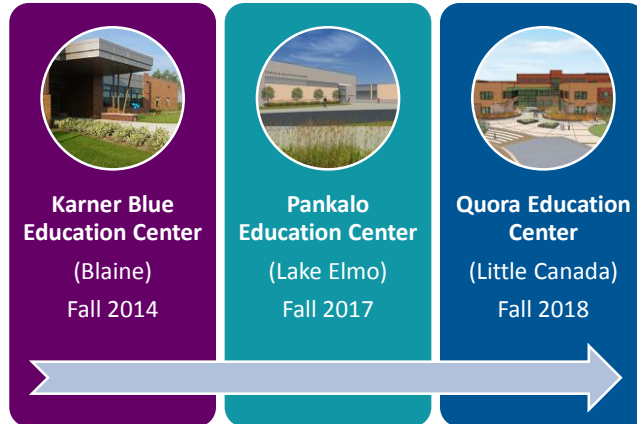 Karner Blue
Education Center
(Blaine)
Fall 2014
Pankalo
Education Center
(Lake Elmo)
Fall 2017
Quora Education
Center
(Little Canada)
Fall 2018